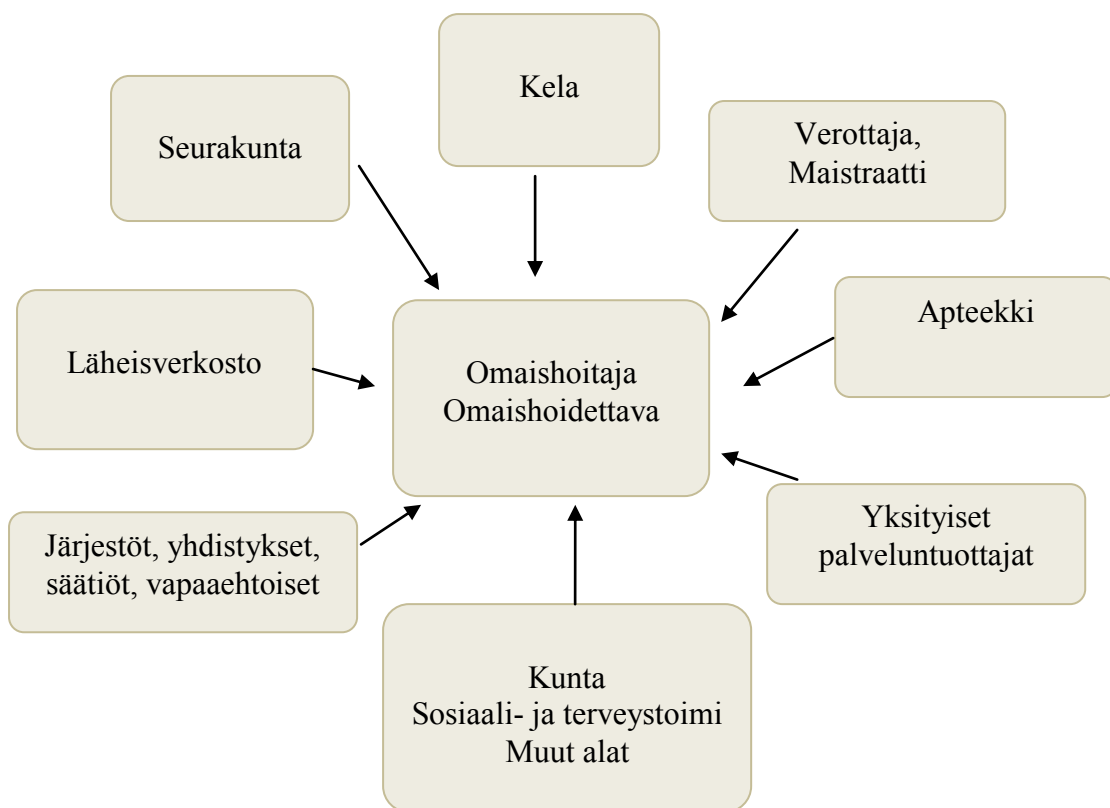 Kela
Seurakunta
Verottaja,
Maistraatti
Läheisverkosto
Omaishoitaja
Omaishoidettava
Apteekki
Järjestöt, yhdistykset,
säätiöt, vapaaehtoiset
Yksityiset
palveluntuottajat
Kunta
Sosiaali- ja terveystoimi
Muut alat